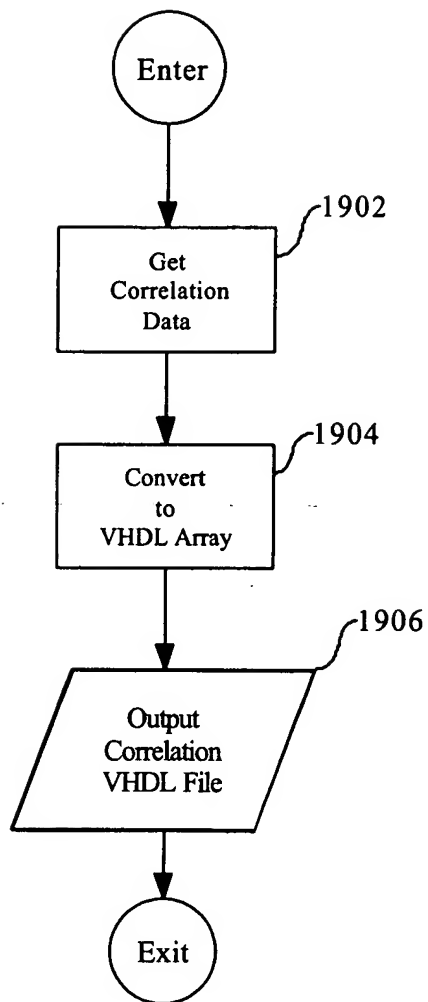 Enter
1902
Get
Correlation
Data
1904
Convert
to
VHDL Array
1906
Output
Correlation
VHDL File
Exit